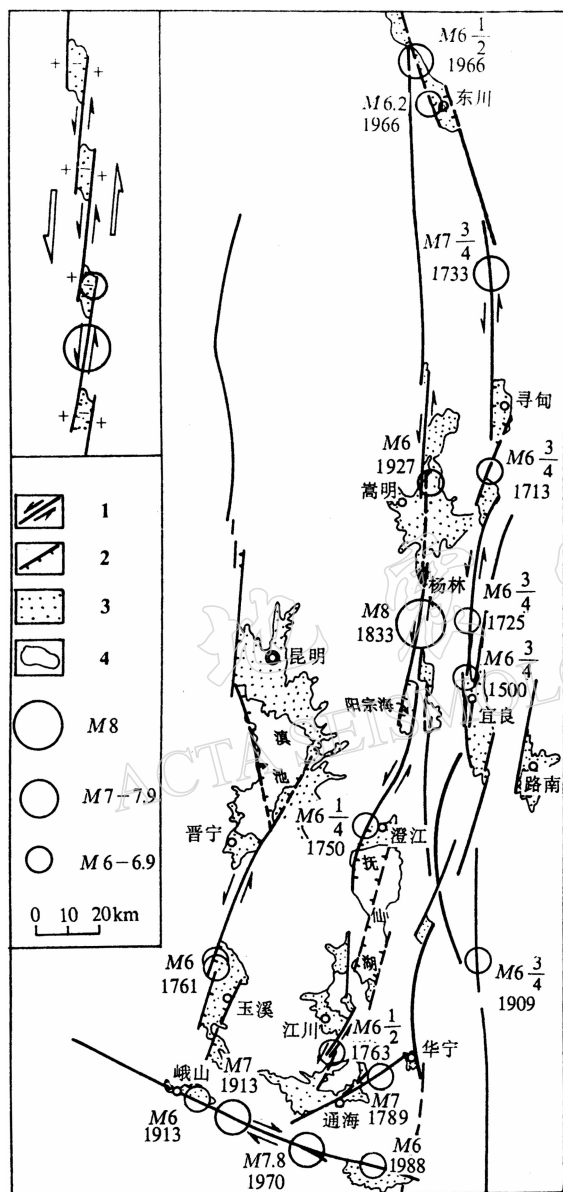 M6 1/2
1966
M6.2
1966
东川
M7 3/4
1733
寻甸
M6
1927
嵩明
M6 3/4
1713
杨林
M8
1833
M6 3/4
1725
M6 3/4
1500
宜良
昆明
阳宗海
滇
池
路南
晋宁
M6 1/4
1750
澄江
抚
仙
湖
M6
1761
玉溪
江川
M6 1/2
1763
M6 3/4
1909
华宁
M7
1913
峨山
M7
1789
通海
M6
1913
M7.8
1970
M6
1988
1
2
3
4
M8
M7-7.9
M6-6.9
0 10 20km
地震
ACTA SEISMOLO